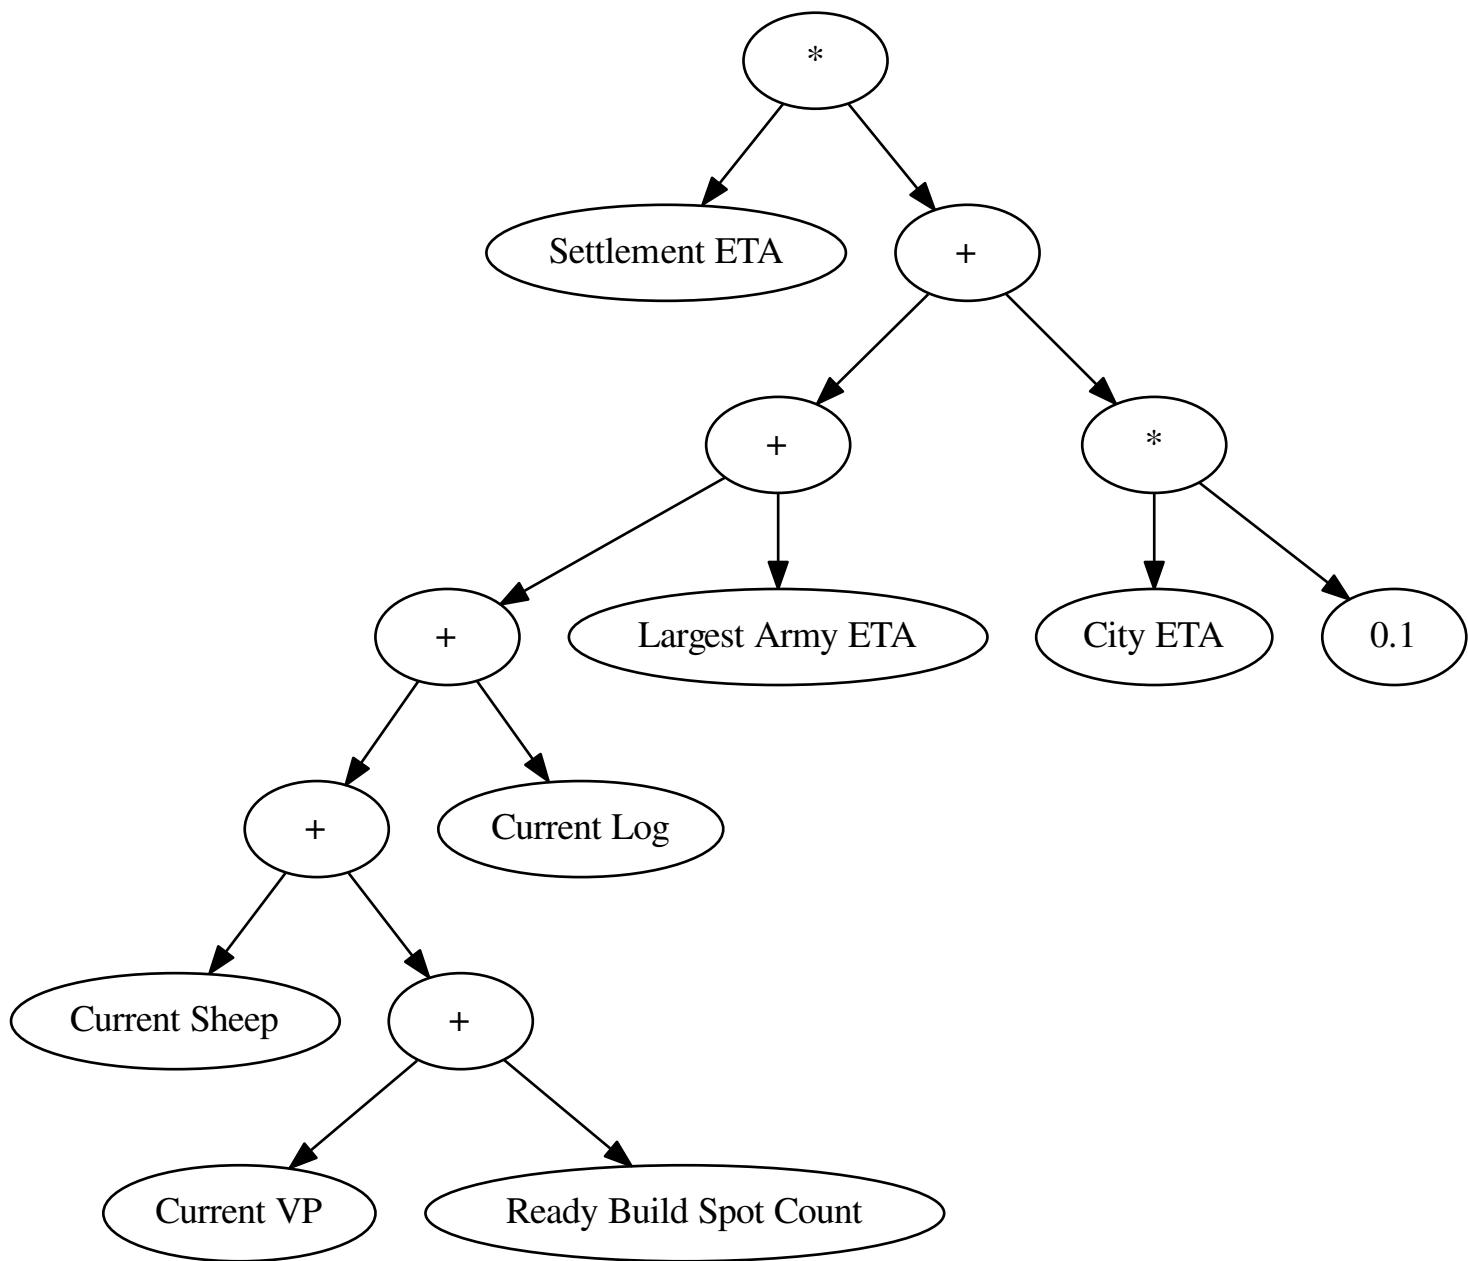 *
Settlement ETA
+
+
*
+
Largest Army ETA
City ETA
0.1
+
Current Log
Current Sheep
+
Current VP
Ready Build Spot Count